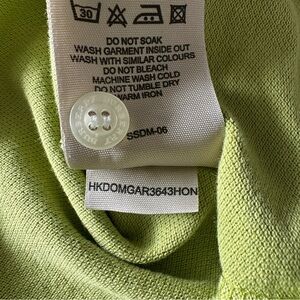 30
DO NOT SOAK
WASH GARMENT INSIDE OUT
WASH WITH SIMILAR COLOURS
DO NOT BLEACH
MACHINE WASH COLD
DO NOT TUMBLE DRY
WARM IRON
SSDM-06
HKDOMGAR3643HON